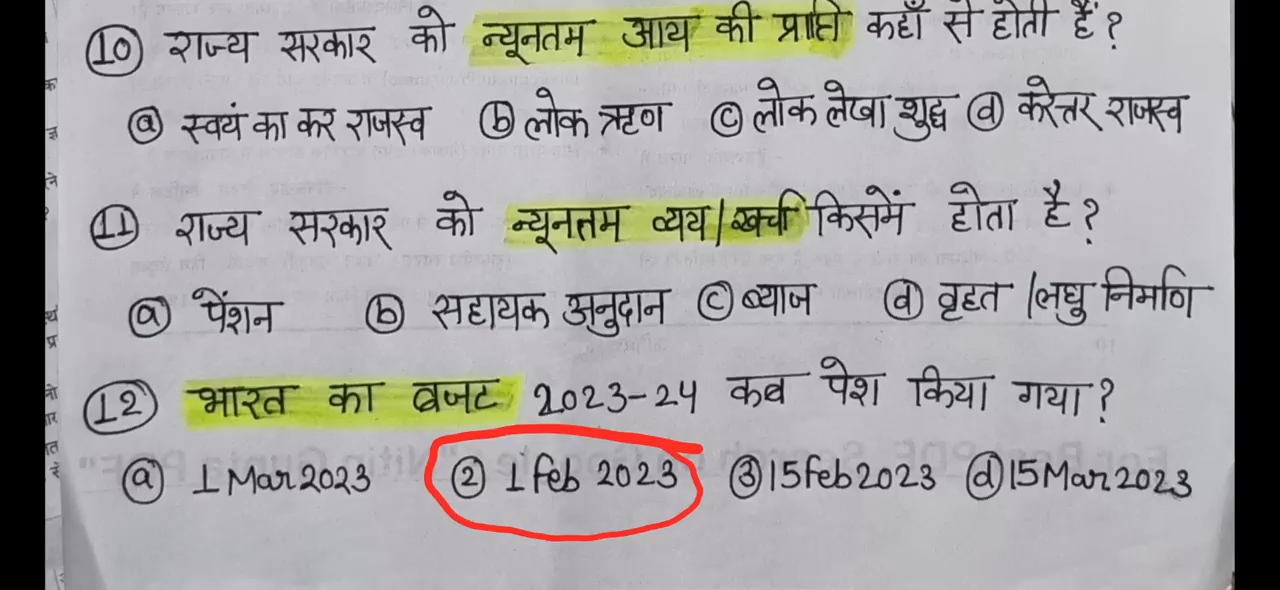 ⑩ राज्य सरकार को न्यूनतम आय की प्राप्ति कहाँ से होती हैं ?
ⓐ स्वयं का कर राजस्व ⓑ लोक ऋण ⓒ लोक लेखा शुद्ध ⓓ करेत्तर राजस्व
⑪ राज्य सरकार को न्यूनतम व्यय/खर्चा किसमें होता है ?
ⓐ पेंशन ⓑ सहायक अनुदान ⓒ ब्याज ⓓ वृहत /लघु निर्माण
⑫ भारत का बजट 2023-24 कब पेश किया गया ?
ⓐ 1 Mar 2023 ② 1 Feb 2023 ③ 15 Feb 2023 ⓓ 15 Mar 2023